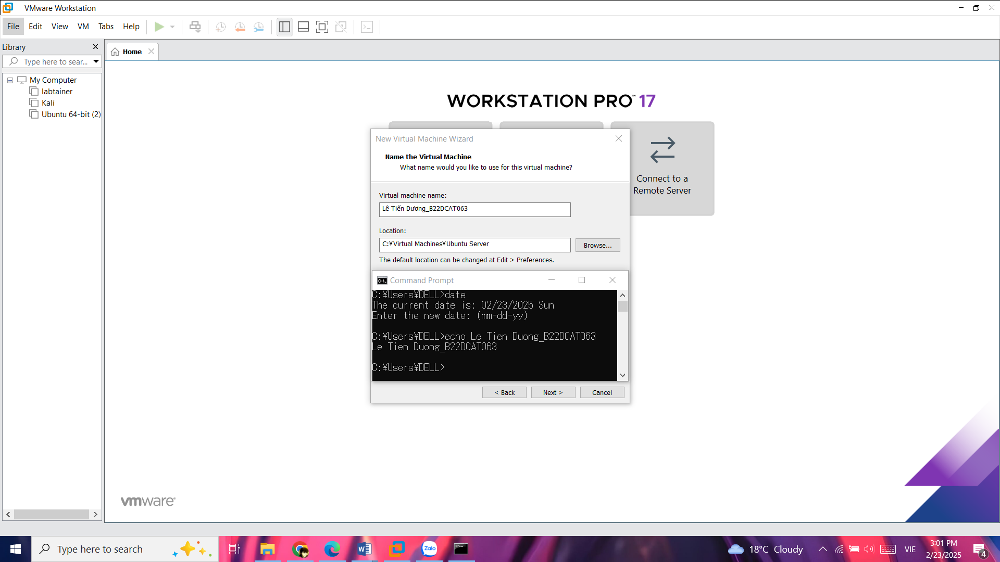 VMware Workstation
File Edit View VM Tabs Help
Library
Type here to sear...
Home
My Computer
labtainer
Kali
Ubuntu 64-bit (2)
WORKSTATION PRO™ 17
Connect to a
Remote Server
New Virtual Machine Wizard
Name the Virtual Machine
What name would you like to use for this virtual machine?
Virtual machine name:
Lê Tiến Dương_B22DCAT063
Location:
C:¥Virtual Machines¥Ubuntu Server
Browse...
The default location can be changed at Edit > Preferences.
Command Prompt
C:¥Users¥DELL>date
The current date is: 02/23/2025 Sun
Enter the new date: (mm-dd-yy)
C:¥Users¥DELL>echo Le Tien Duong_B22DCAT063
Le Tien Duong_B22DCAT063
C:¥Users¥DELL>
< Back Next > Cancel
vmware®
Type here to search
Zalo
18°C Cloudy
VIE
3:01 PM
2/23/2025
4